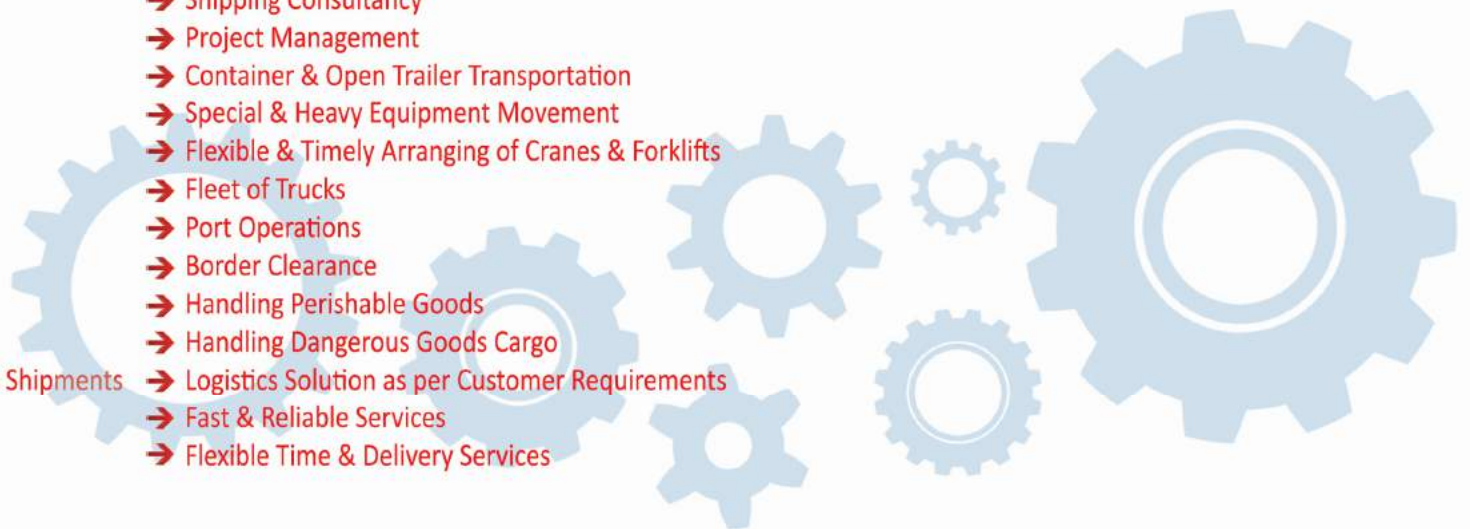 ➔ Shipping Consultancy
➔ Project Management
➔ Container & Open Trailer Transportation
➔ Special & Heavy Equipment Movement
➔ Flexible & Timely Arranging of Cranes & Forklifts
➔ Fleet of Trucks
➔ Port Operations
➔ Border Clearance
➔ Handling Perishable Goods
➔ Handling Dangerous Goods Cargo
Shipments ➔ Logistics Solution as per Customer Requirements
➔ Fast & Reliable Services
➔ Flexible Time & Delivery Services